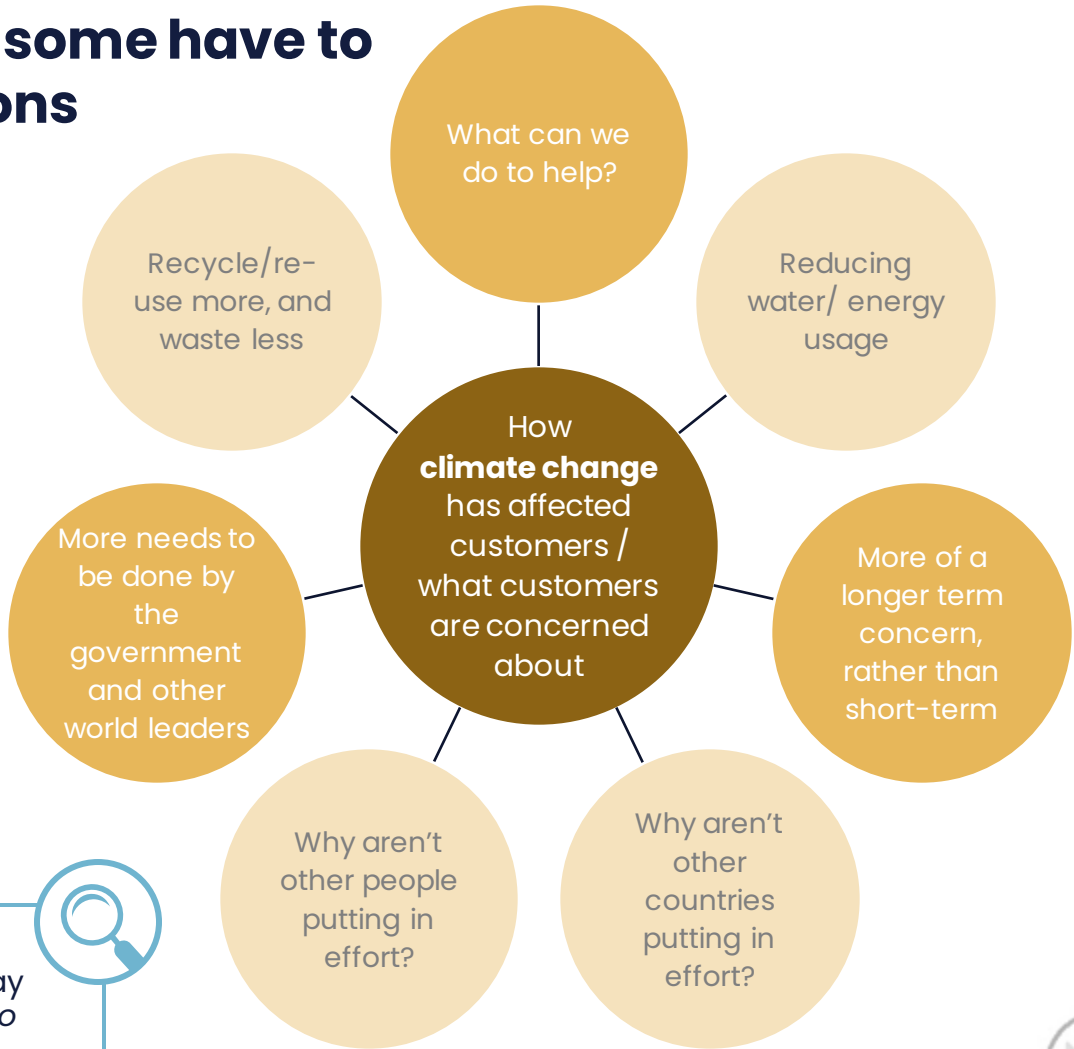 some have to
ons
What can we
do to help?
Recycle/re-
use more, and
waste less
Reducing
water/ energy
usage
How
climate change
has affected
customers /
what customers
are concerned
about
More needs to
be done by
the
government
and other
world leaders
More of a
longer term
concern,
rather than
short-term
Why aren’t
other people
putting in
effort?
Why aren’t
other
countries
putting in
effort?
ay
o